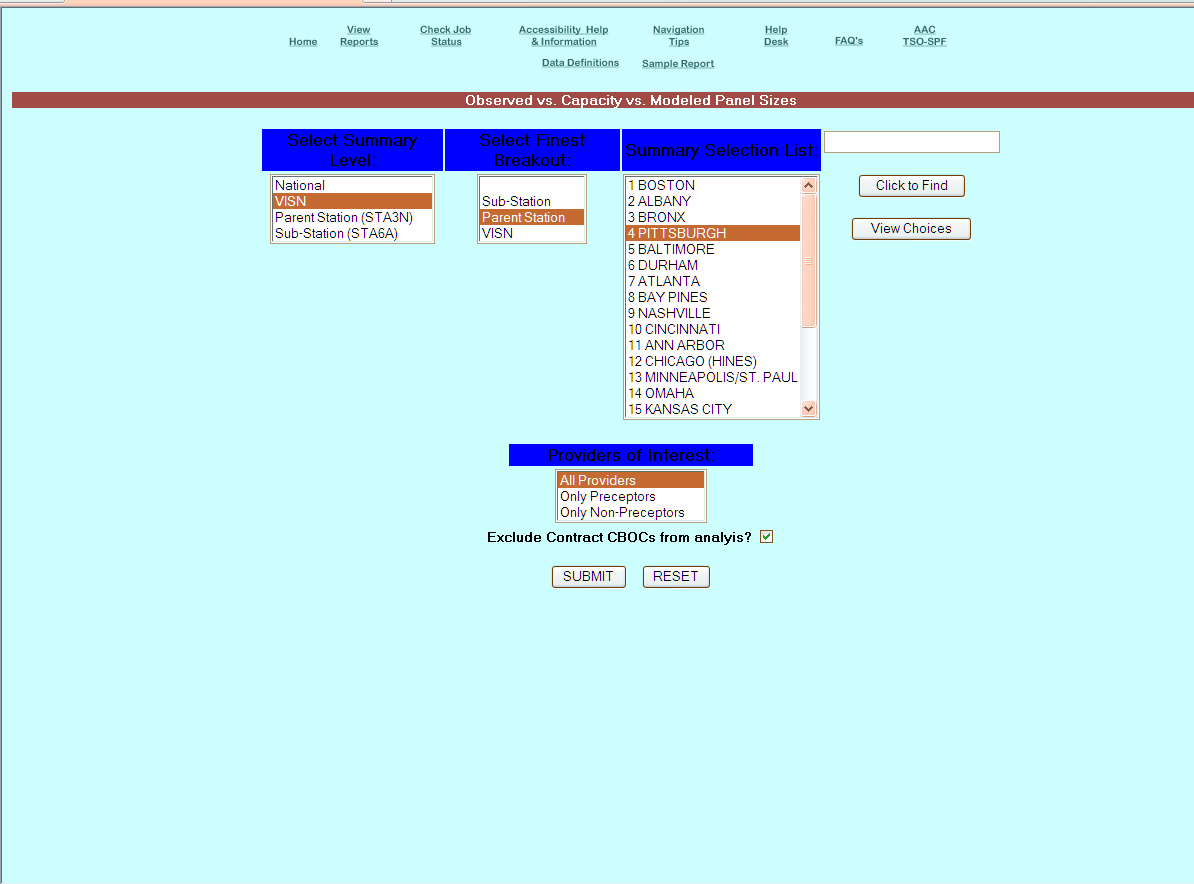 Home
View
Reports
Check Job
Status
Accessibility Help
& Information
Navigation
Tips
Help
Desk
FAQ's
AAC
TSO-SPF
Data Definitions
Sample Report
Observed vs. Capacity vs. Modeled Panel Sizes
Select Summary
Level:
National
VISN
Parent Station (STA3N)
Sub-Station (STA6A)
Select Finest
Breakout:
Sub-Station
Parent Station
VISN
Summary Selection List:
1 BOSTON
2 ALBANY
3 BRONX
4 PITTSBURGH
5 BALTIMORE
6 DURHAM
7 ATLANTA
8 BAY PINES
9 NASHVILLE
10 CINCINNATI
11 ANN ARBOR
12 CHICAGO (HINES)
13 MINNEAPOLIS/ST. PAUL
14 OMAHA
15 KANSAS CITY
Click to Find
View Choices
Providers of Interest:
All Providers
Only Preceptors
Only Non-Preceptors
Exclude Contract CBOCs from analyis?
SUBMIT
RESET